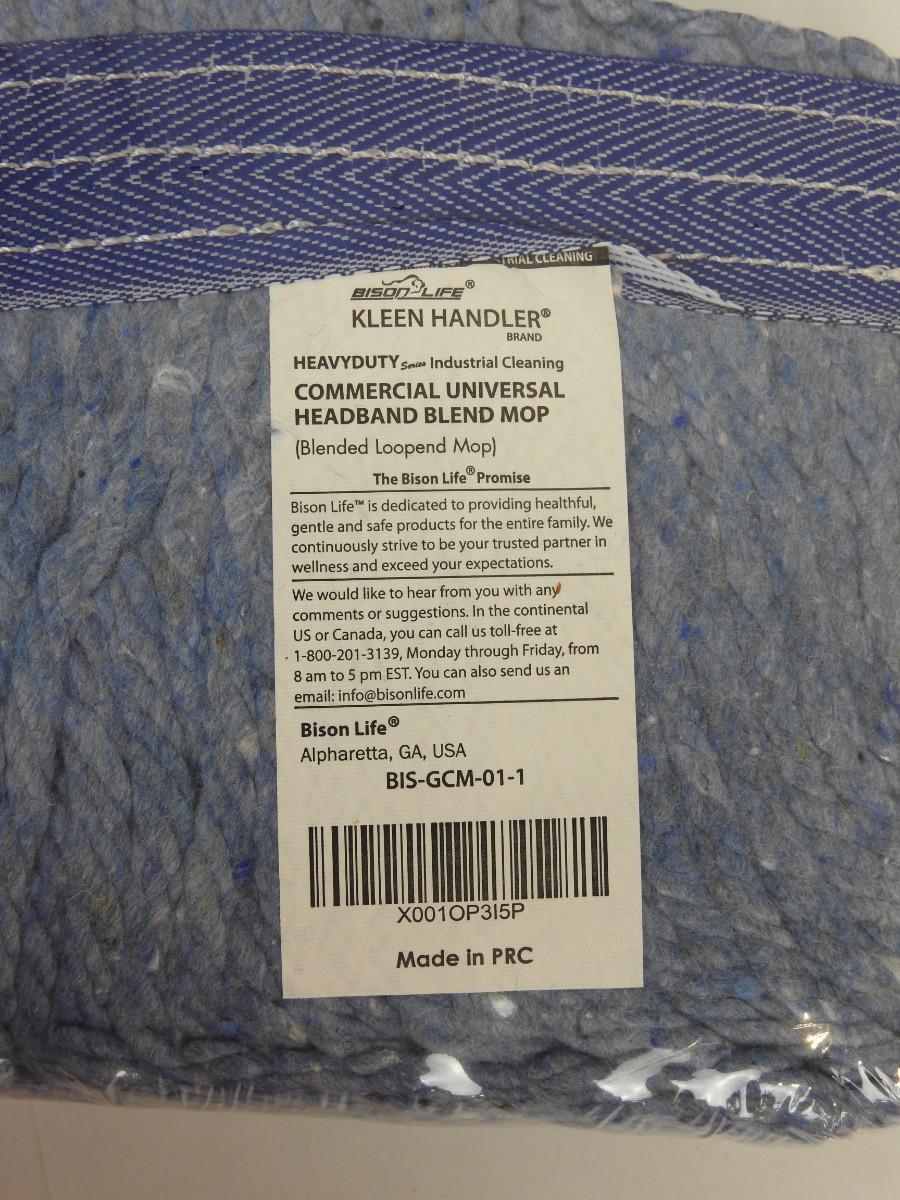 RIAL CLEANING
BISON LIFE®
KLEEN HANDLER®
BRAND
HEAVYDUTY Series Industrial Cleaning
COMMERCIAL UNIVERSAL
HEADBAND BLEND MOP
(Blended Loopend Mop)
The Bison Life® Promise
Bison Life™ is dedicated to providing healthful,
gentle and safe products for the entire family. We
continuously strive to be your trusted partner in
wellness and exceed your expectations.
We would like to hear from you with any
comments or suggestions. In the continental
US or Canada, you can call us toll-free at
1-800-201-3139, Monday through Friday, from
8 am to 5 pm EST. You can also send us an
email: info@bisonlife.com
Bison Life®
Alpharetta, GA, USA
BIS-GCM-01-1
X001OP3I5P
Made in PRC